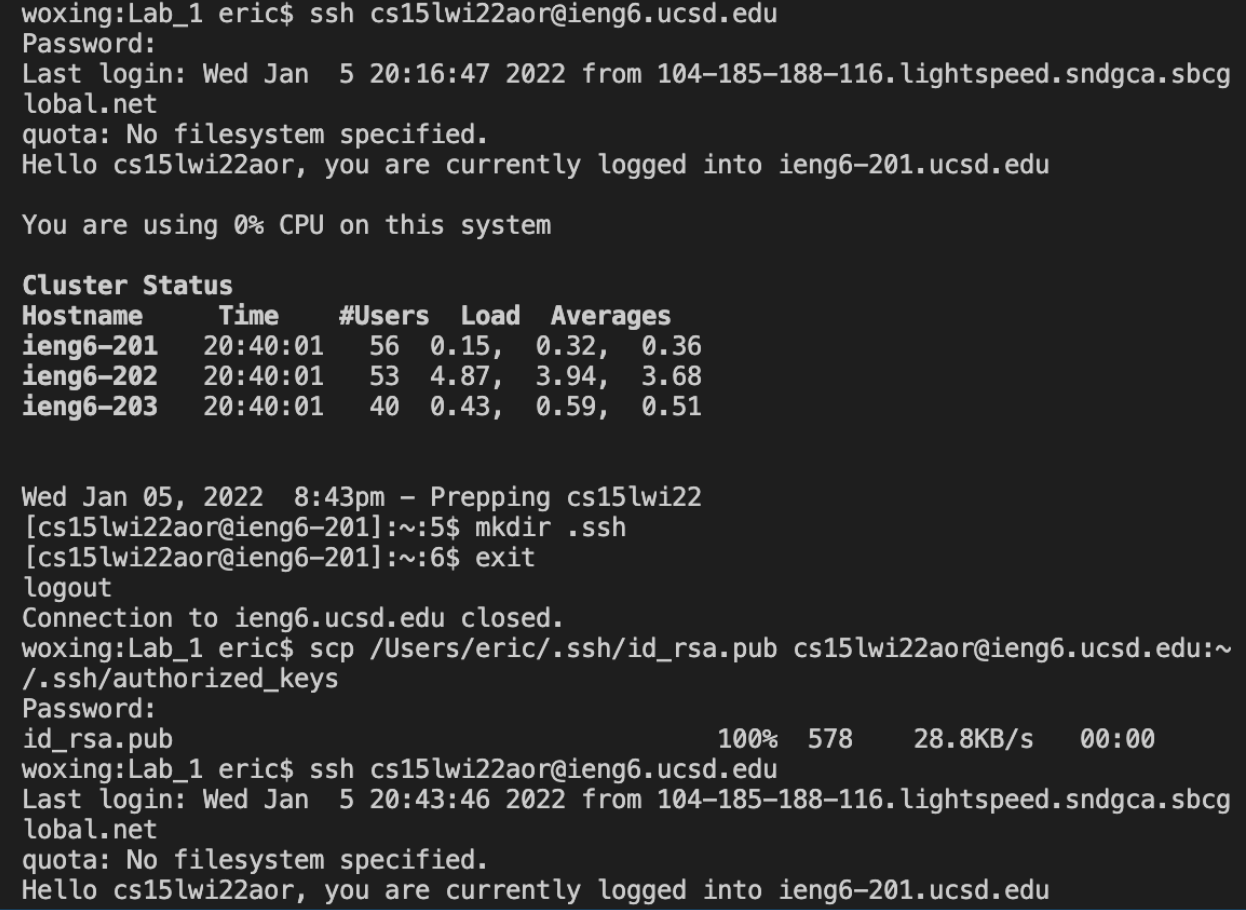 woxing:Lab_1 eric$ ssh cs15lwi22aor@ieng6.ucsd.edu
Password:
Last login: Wed Jan  5 20:16:47 2022 from 104-185-188-116.lightspeed.sndgca.sbcg
lobal.net
quota: No filesystem specified.
Hello cs15lwi22aor, you are currently logged into ieng6-201.ucsd.edu

You are using 0% CPU on this system

Cluster Status
Hostname     Time    #Users  Load  Averages
ieng6-201   20:40:01   56  0.15,  0.32,  0.36
ieng6-202   20:40:01   53  4.87,  3.94,  3.68
ieng6-203   20:40:01   40  0.43,  0.59,  0.51


Wed Jan 05, 2022  8:43pm - Prepping cs15lwi22
[cs15lwi22aor@ieng6-201]:~:5$ mkdir .ssh
[cs15lwi22aor@ieng6-201]:~:6$ exit
logout
Connection to ieng6.ucsd.edu closed.
woxing:Lab_1 eric$ scp /Users/eric/.ssh/id_rsa.pub cs15lwi22aor@ieng6.ucsd.edu:~
/.ssh/authorized_keys
Password:
id_rsa.pub                                    100%  578    28.8KB/s   00:00
woxing:Lab_1 eric$ ssh cs15lwi22aor@ieng6.ucsd.edu
Last login: Wed Jan  5 20:43:46 2022 from 104-185-188-116.lightspeed.sndgca.sbcg
lobal.net
quota: No filesystem specified.
Hello cs15lwi22aor, you are currently logged into ieng6-201.ucsd.edu